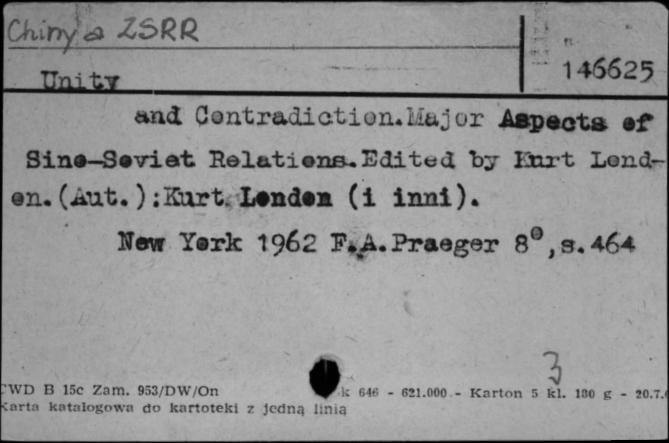 Chiny a ZSRR
146625
Unity
and Contradiction.Major Aspects of
Sino-Soviet Relations.Edited by Kurt Lond-
on.(Aut.):Kurt London (i inni).
New York 1962 F.A.Praeger 8°,s.464
3
CWD B 15c Zam. 953/DW/On k 646 - 621.000 - Karton 5 kl. 180 g - 20.7.
Karta katalogowa do kartoteki z jedną linią